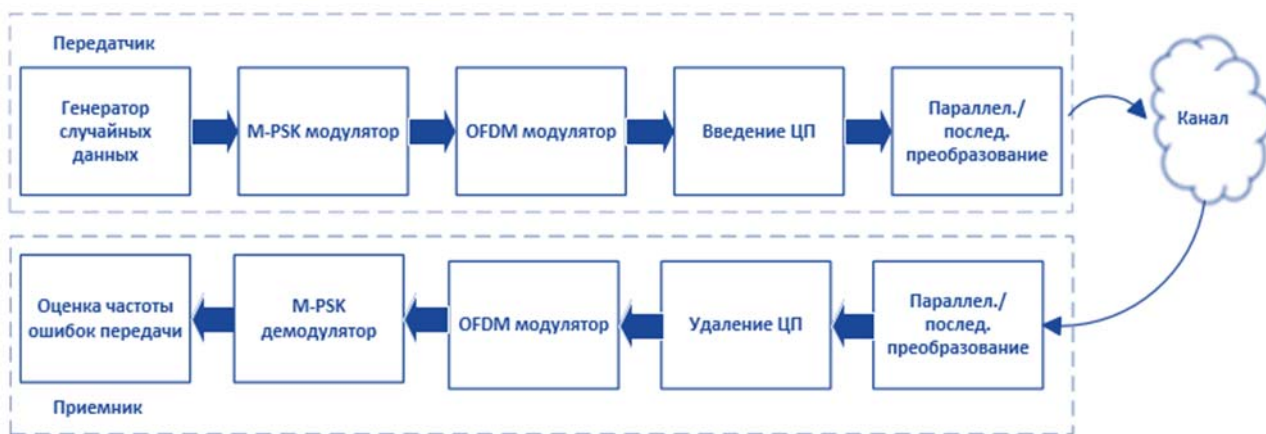 Передатчик
Генератор
случайных
данных
M-PSK модулятор
OFDM модулятор
Введение ЦП
Параллел./
послед.
преобразование
Канал
Оценка частоты
ошибок передачи
M-PSK
демодулятор
OFDM модулятор
Удаление ЦП
Параллел./
послед.
преобразование
Приемник